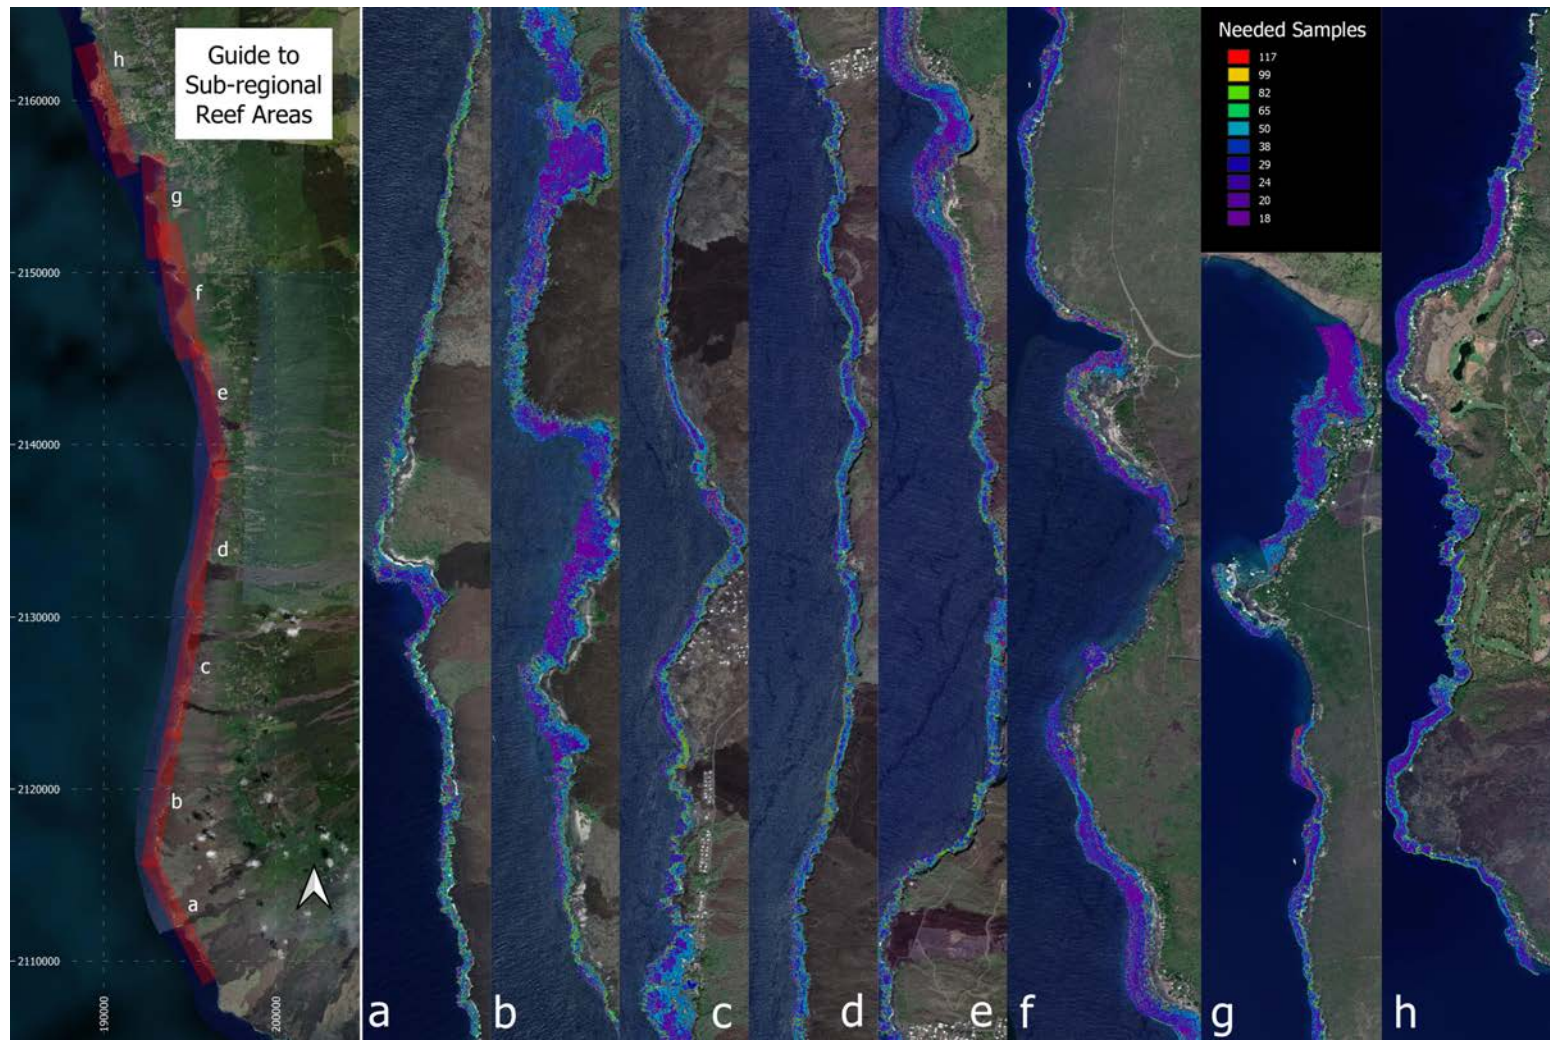 Guide to
Sub-regional
Reef Areas
h
2160000
g
2150000
f
e
2140000
d
2130000
c
2120000
b
a
2110000
190000
200000
a
b
c
d
e
f
g
h
Needed Samples
117
99
82
65
50
38
29
24
20
18